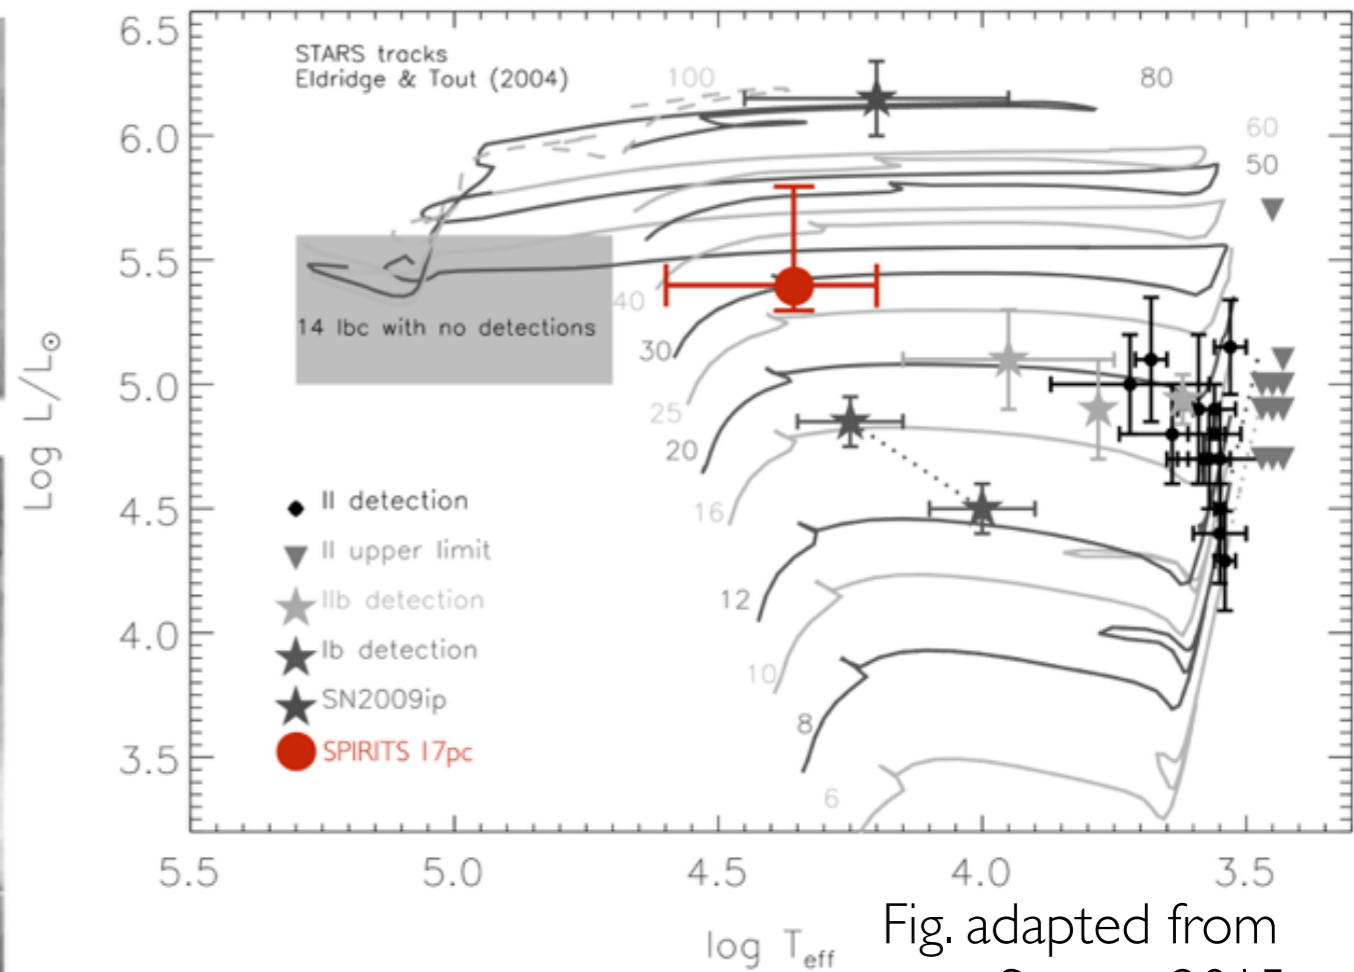 6.5
STARS tracks
Eldridge & Tout (2004)
100
80
6.0
60
50
5.5
40
14 Ibc with no detections
30
5.0
25
20
16
4.5
II detection
II upper limit
IIb detection
12
4.0
Ib detection
10
SN2009ip
8
3.5
SPIRITS 17pc
6
Log L/L☉
5.5 5.0 4.5 4.0 3.5
log Teff
Fig. adapted from